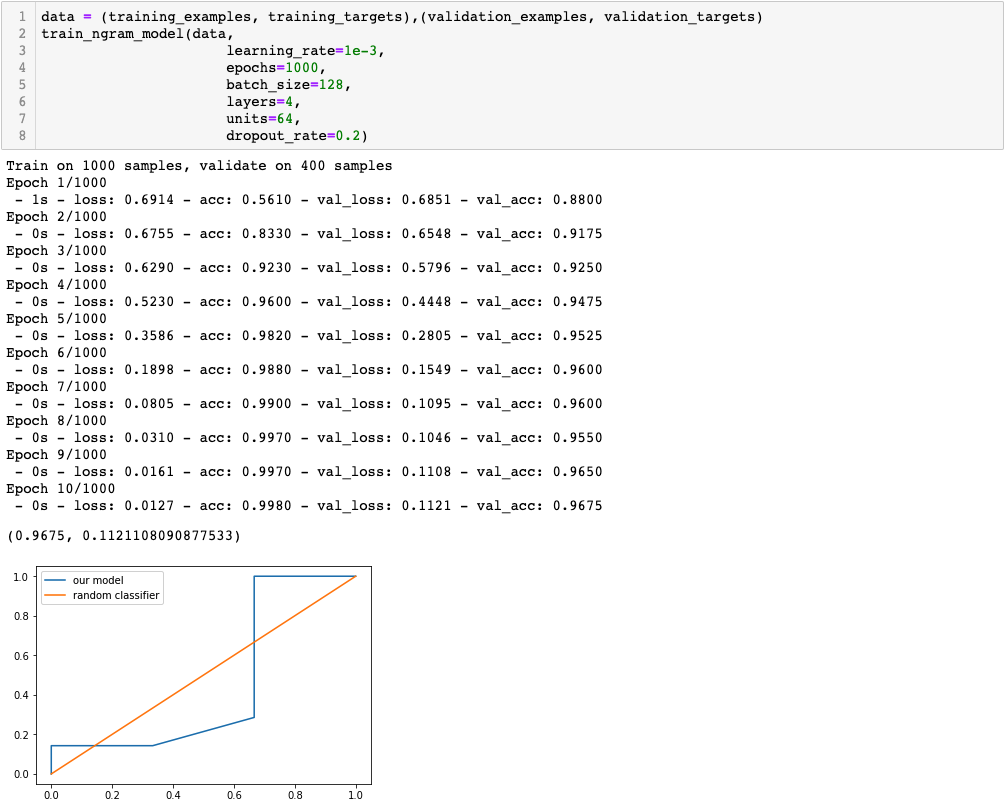 1 data = (training_examples, training_targets),(validation_examples, validation_targets)
2 train_ngram_model(data,
3 learning_rate=1e-3,
4 epochs=1000,
5 batch_size=128,
6 layers=4,
7 units=64,
8 dropout_rate=0.2)
Train on 1000 samples, validate on 400 samples
Epoch 1/1000
- 1s - loss: 0.6914 - acc: 0.5610 - val_loss: 0.6851 - val_acc: 0.8800
Epoch 2/1000
- 0s - loss: 0.6755 - acc: 0.8330 - val_loss: 0.6548 - val_acc: 0.9175
Epoch 3/1000
- 0s - loss: 0.6290 - acc: 0.9230 - val_loss: 0.5796 - val_acc: 0.9250
Epoch 4/1000
- 0s - loss: 0.5230 - acc: 0.9600 - val_loss: 0.4448 - val_acc: 0.9475
Epoch 5/1000
- 0s - loss: 0.3586 - acc: 0.9820 - val_loss: 0.2805 - val_acc: 0.9525
Epoch 6/1000
- 0s - loss: 0.1898 - acc: 0.9880 - val_loss: 0.1549 - val_acc: 0.9600
Epoch 7/1000
- 0s - loss: 0.0805 - acc: 0.9900 - val_loss: 0.1095 - val_acc: 0.9600
Epoch 8/1000
- 0s - loss: 0.0310 - acc: 0.9970 - val_loss: 0.1046 - val_acc: 0.9550
Epoch 9/1000
- 0s - loss: 0.0161 - acc: 0.9970 - val_loss: 0.1108 - val_acc: 0.9650
Epoch 10/1000
- 0s - loss: 0.0127 - acc: 0.9980 - val_loss: 0.1121 - val_acc: 0.9675
(0.9675, 0.1121108090877533)
our model
random classifier
1.0
0.8
0.6
0.4
0.2
0.0
0.0 0.2 0.4 0.6 0.8 1.0